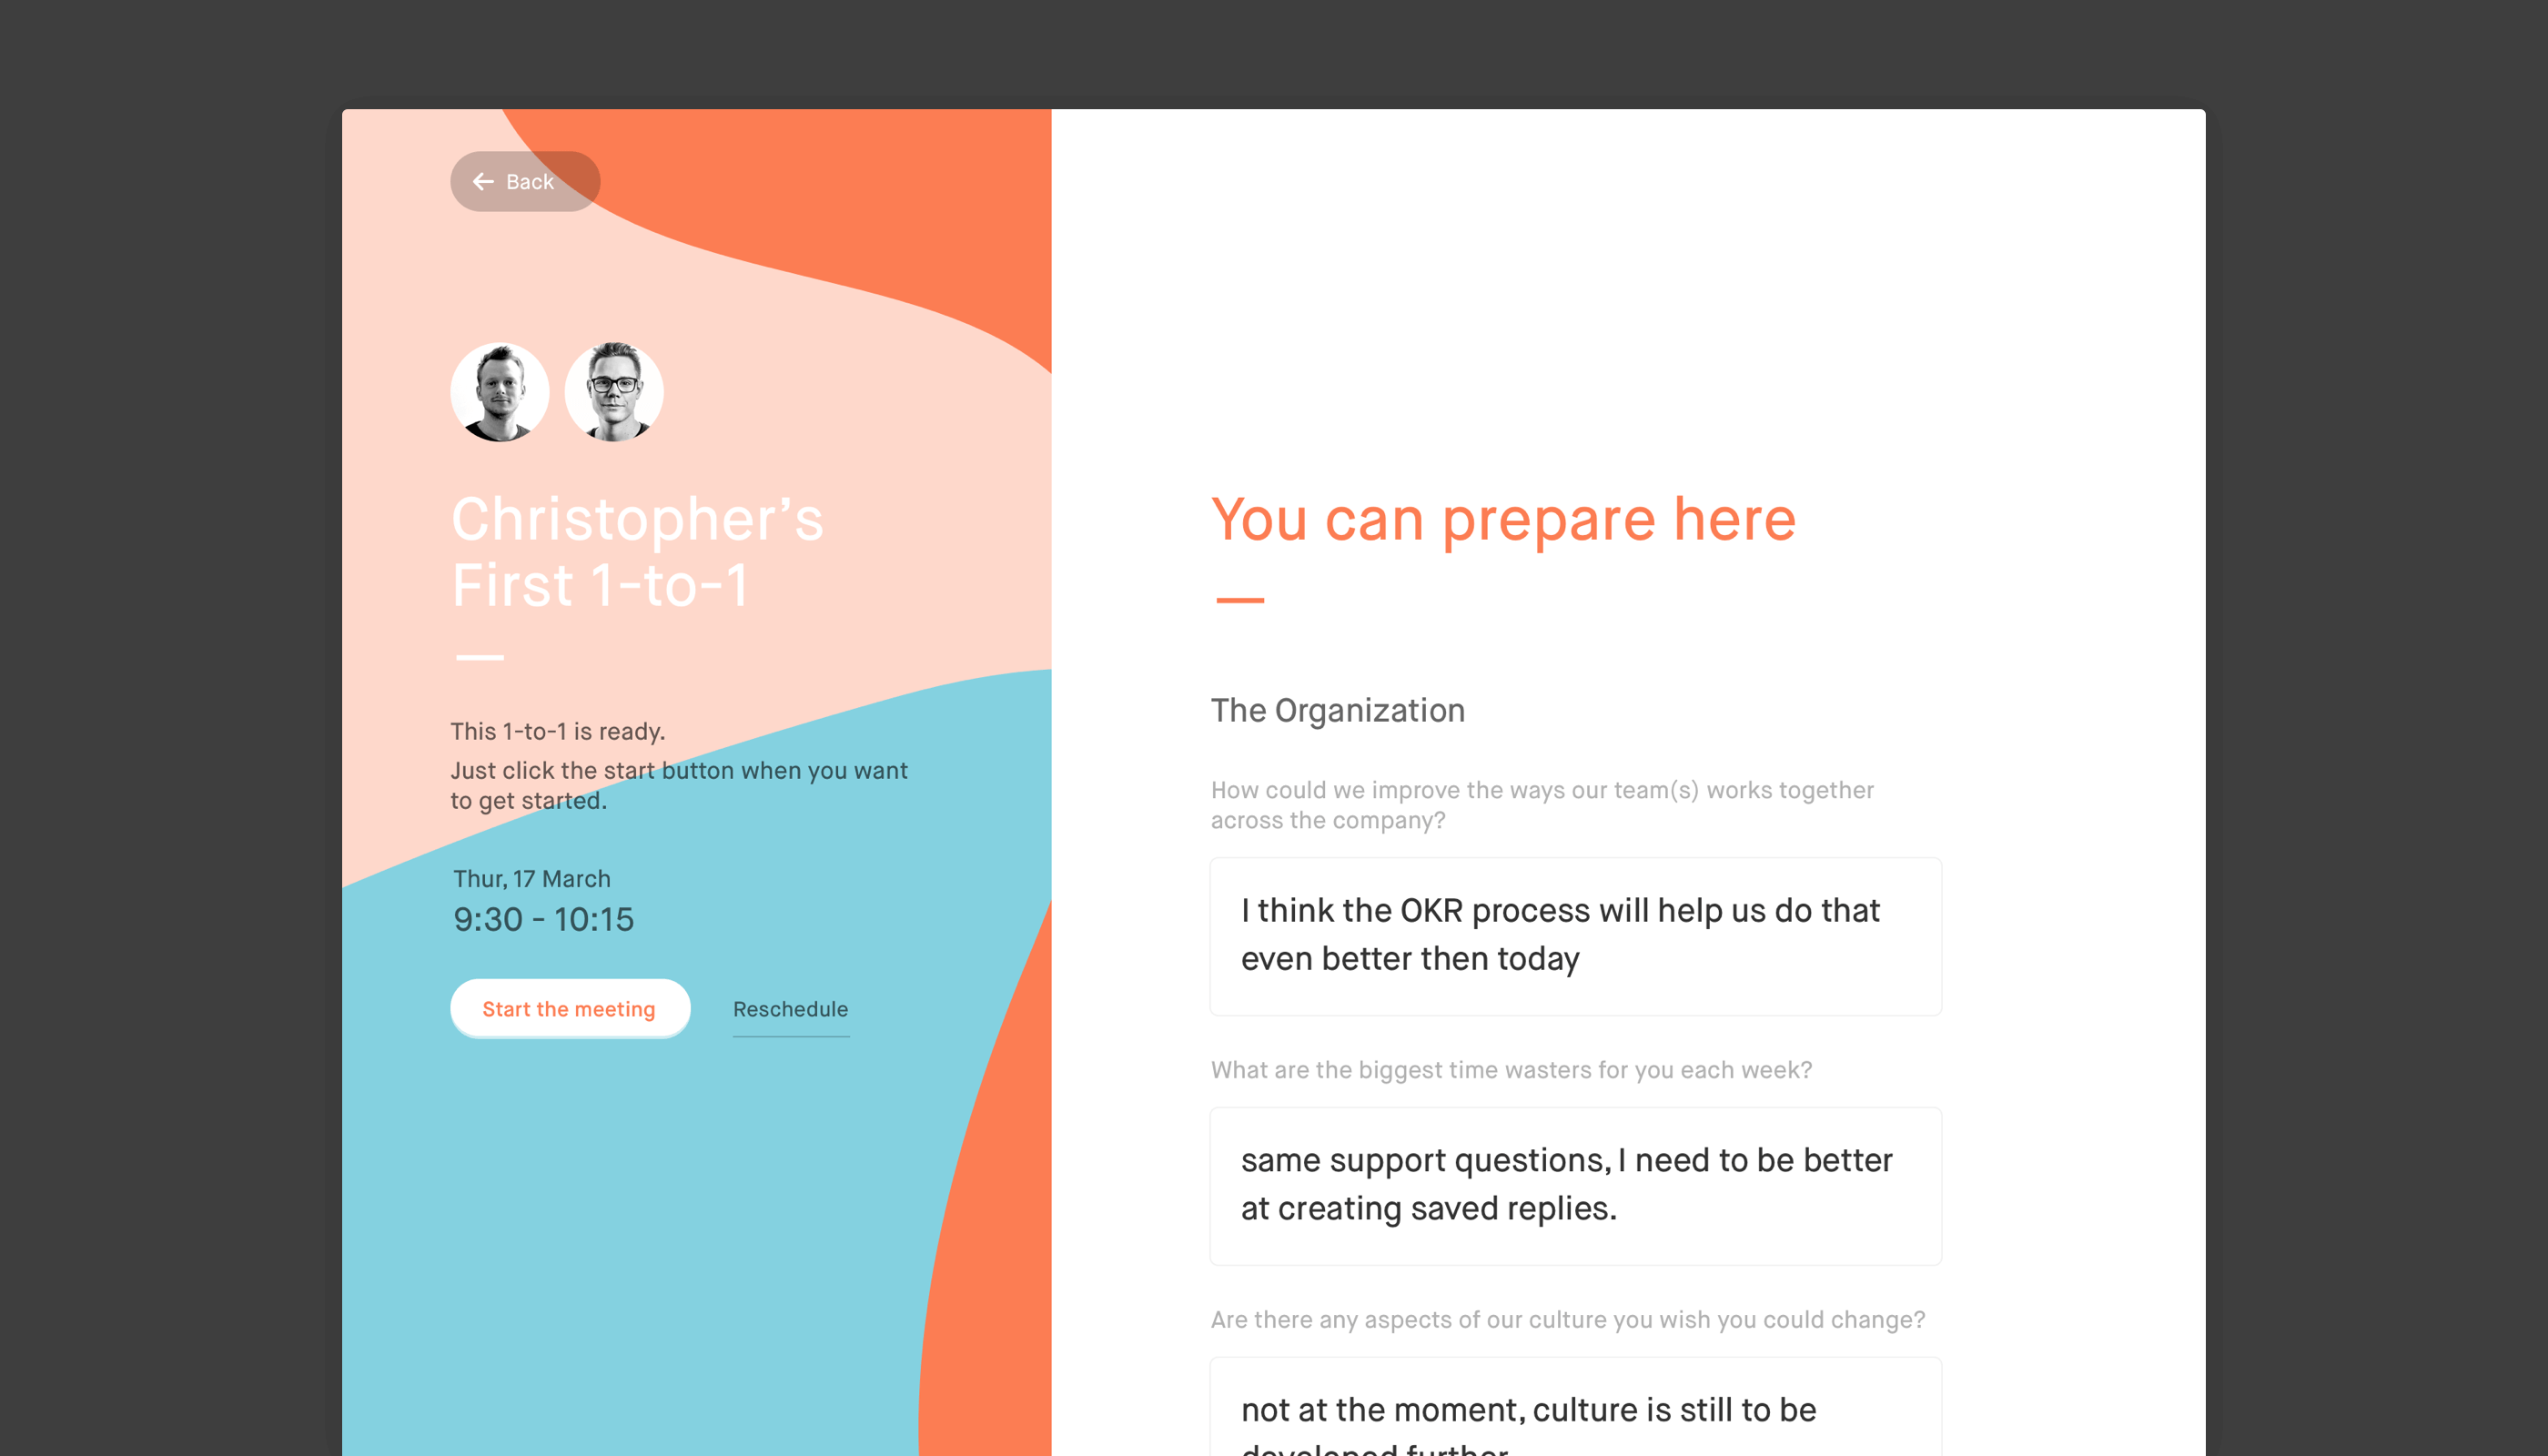 Back
Christopher’s
First 1-to-1
This 1-to-1 is ready.
Just click the start button when you want
to get started.
Thur, 17 March
9:30 - 10:15
Start the meeting
Reschedule
You can prepare here
The Organization
How could we improve the ways our team(s) works together
across the company?
I think the OKR process will help us do that
even better then today
What are the biggest time wasters for you each week?
same support questions, I need to be better
at creating saved replies.
Are there any aspects of our culture you wish you could change?
not at the moment, culture is still to be
developed further